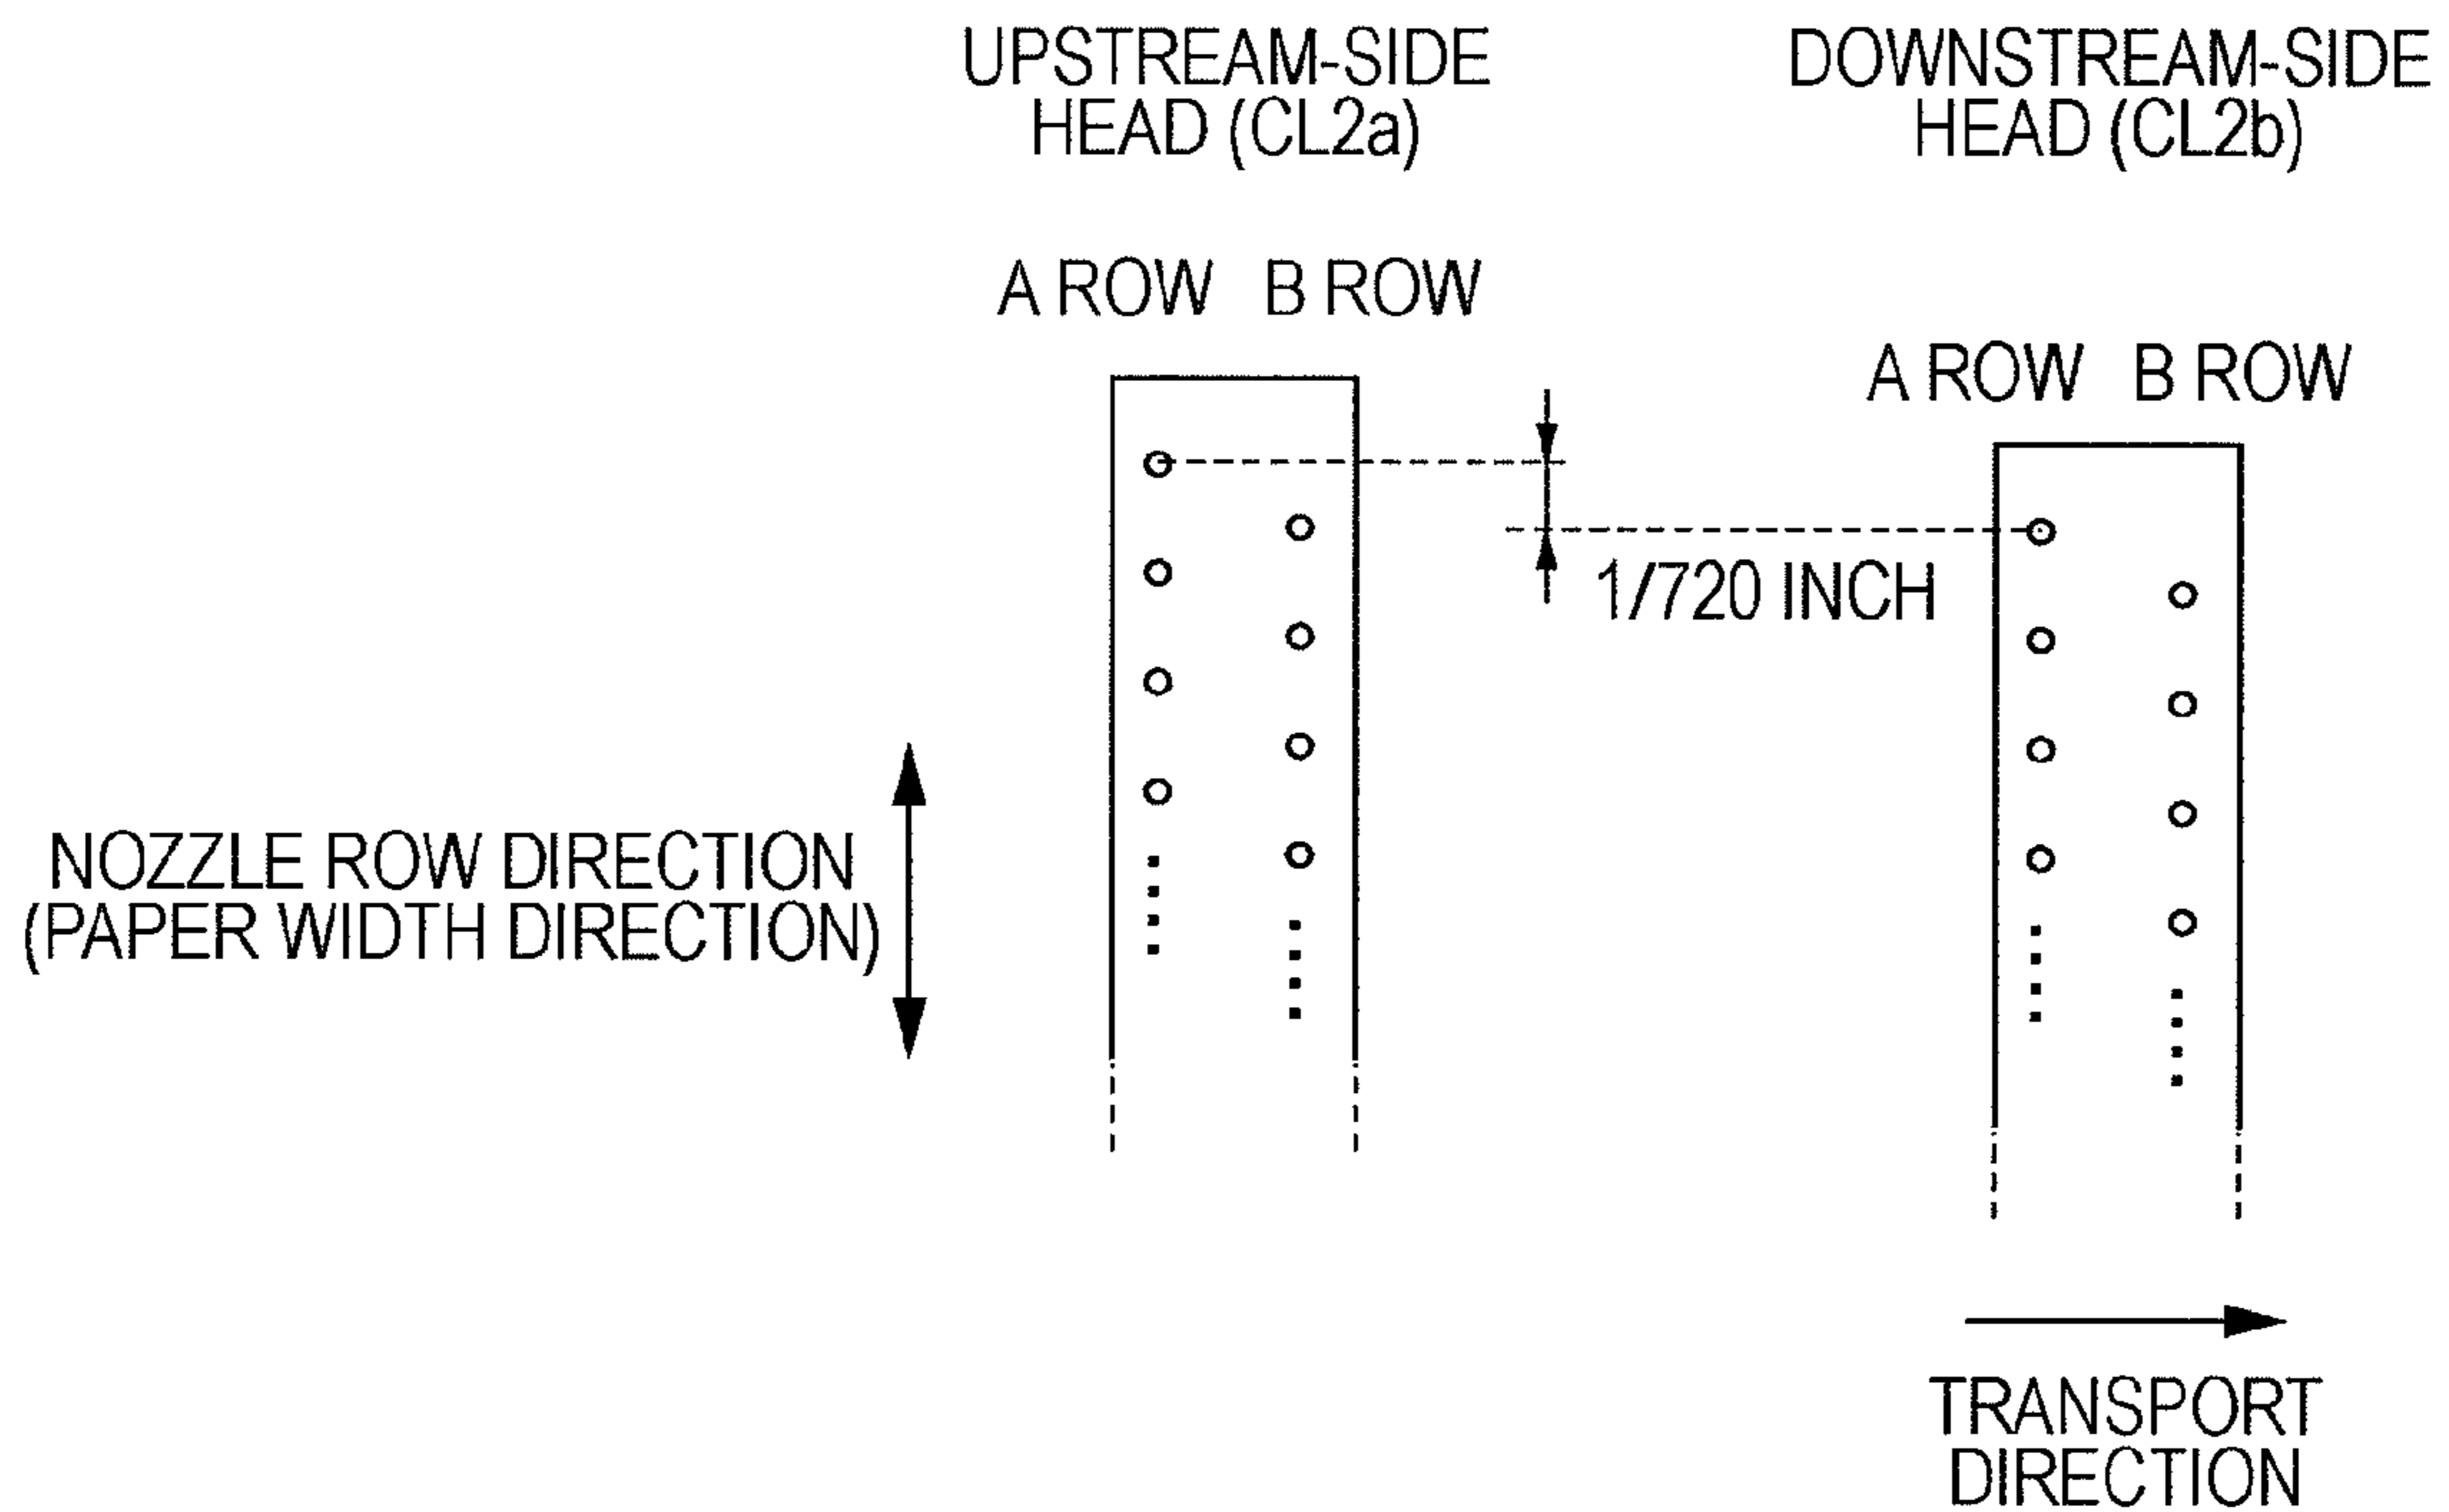 UPSTREAM-SIDE
HEAD (CL2a)
DOWNSTREAM-SIDE
HEAD (CL2b)
A ROW B ROW
A ROW B ROW
1/720 INCH
NOZZLE ROW DIRECTION
(PAPER WIDTH DIRECTION)
TRANSPORT
DIRECTION